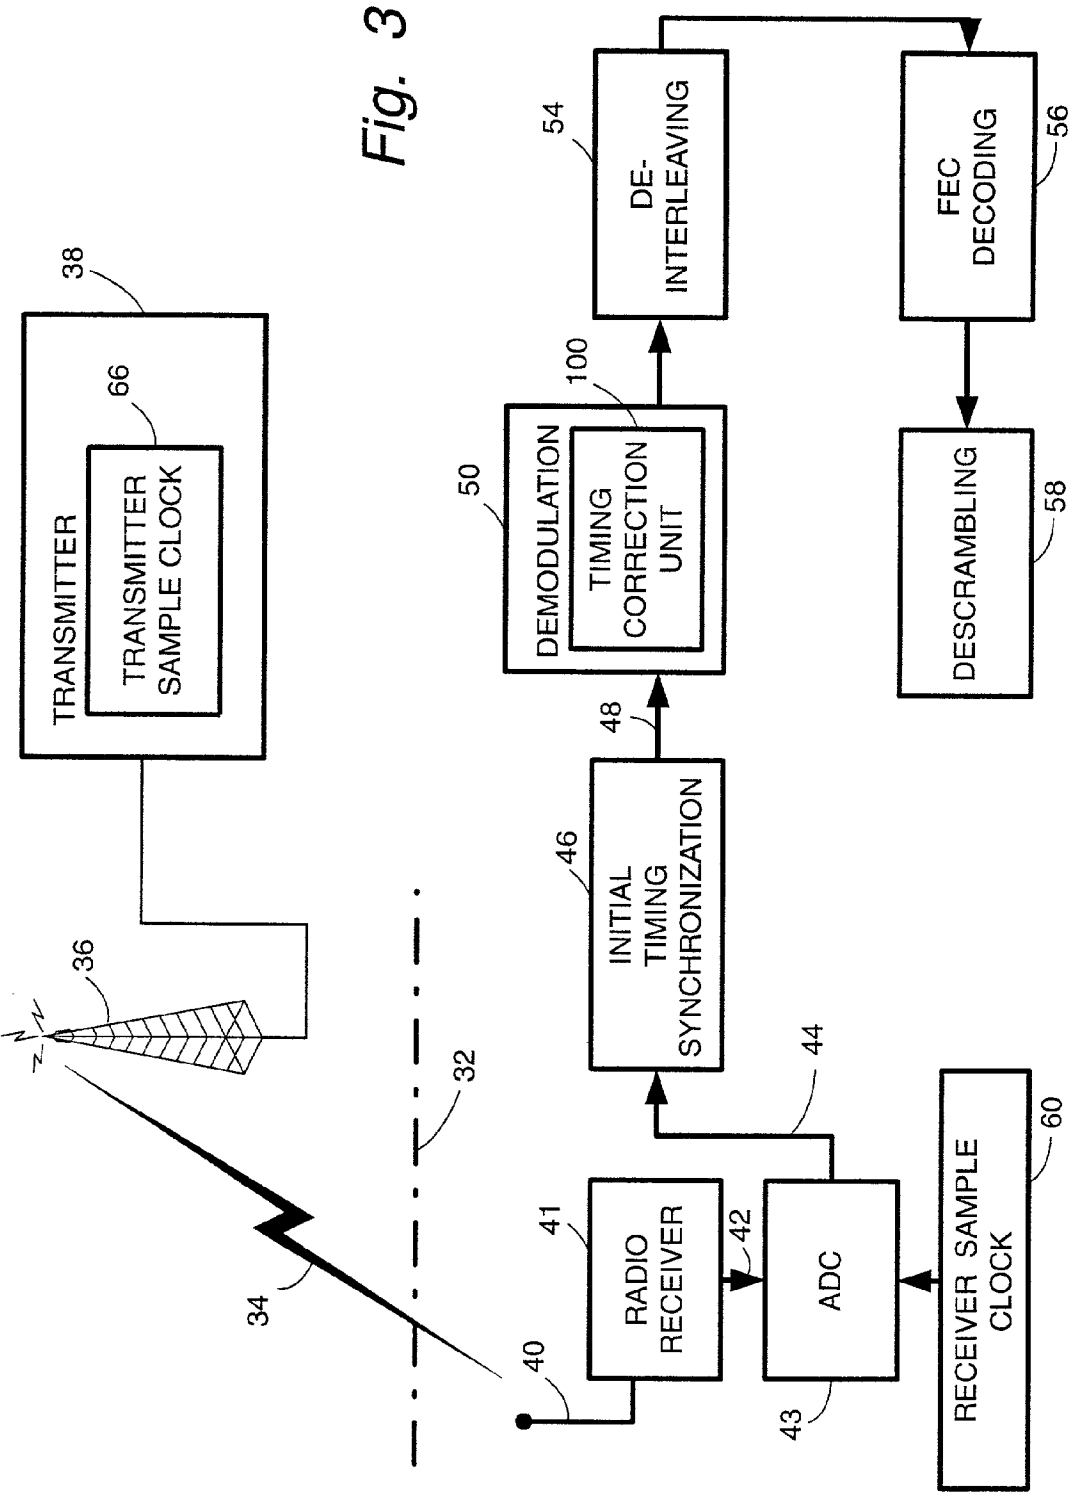 TRANSMITTER
38
66
TRANSMITTER
SAMPLE CLOCK
36
34
32
Fig. 3
40
41
RADIO
RECEIVER
42
43
ADC
44
RECEIVER SAMPLE
CLOCK
60
46
INITIAL
TIMING
SYNCHRONIZATION
48
50
DEMODULATION
100
TIMING
CORRECTION
UNIT
54
DE-
INTERLEAVING
FEC
DECODING
56
DESCRAMBLING
58